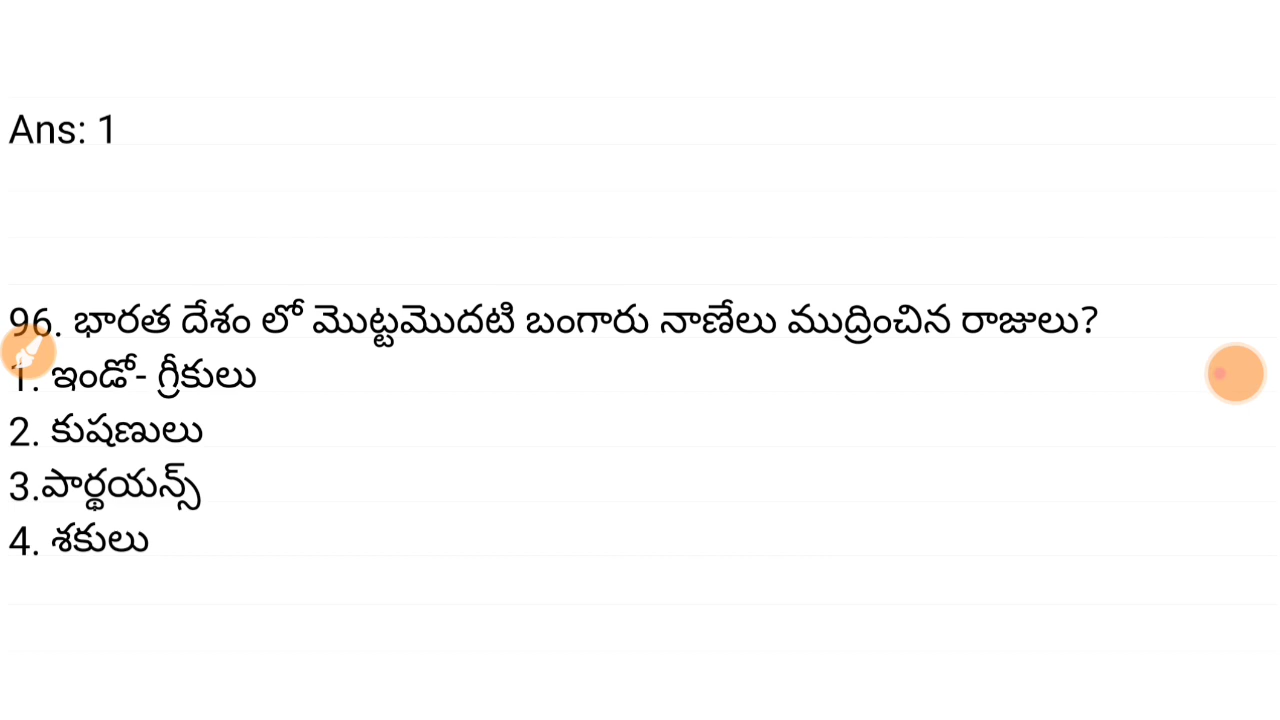 Ans: 1
96. భారత దేశం లో మొట్టమొదటి బంగారు నాణేలు ముద్రించిన రాజులు?
1. ఇండో- గ్రీకులు
2. కుషణులు
3.పార్థయన్స్
4. శకులు